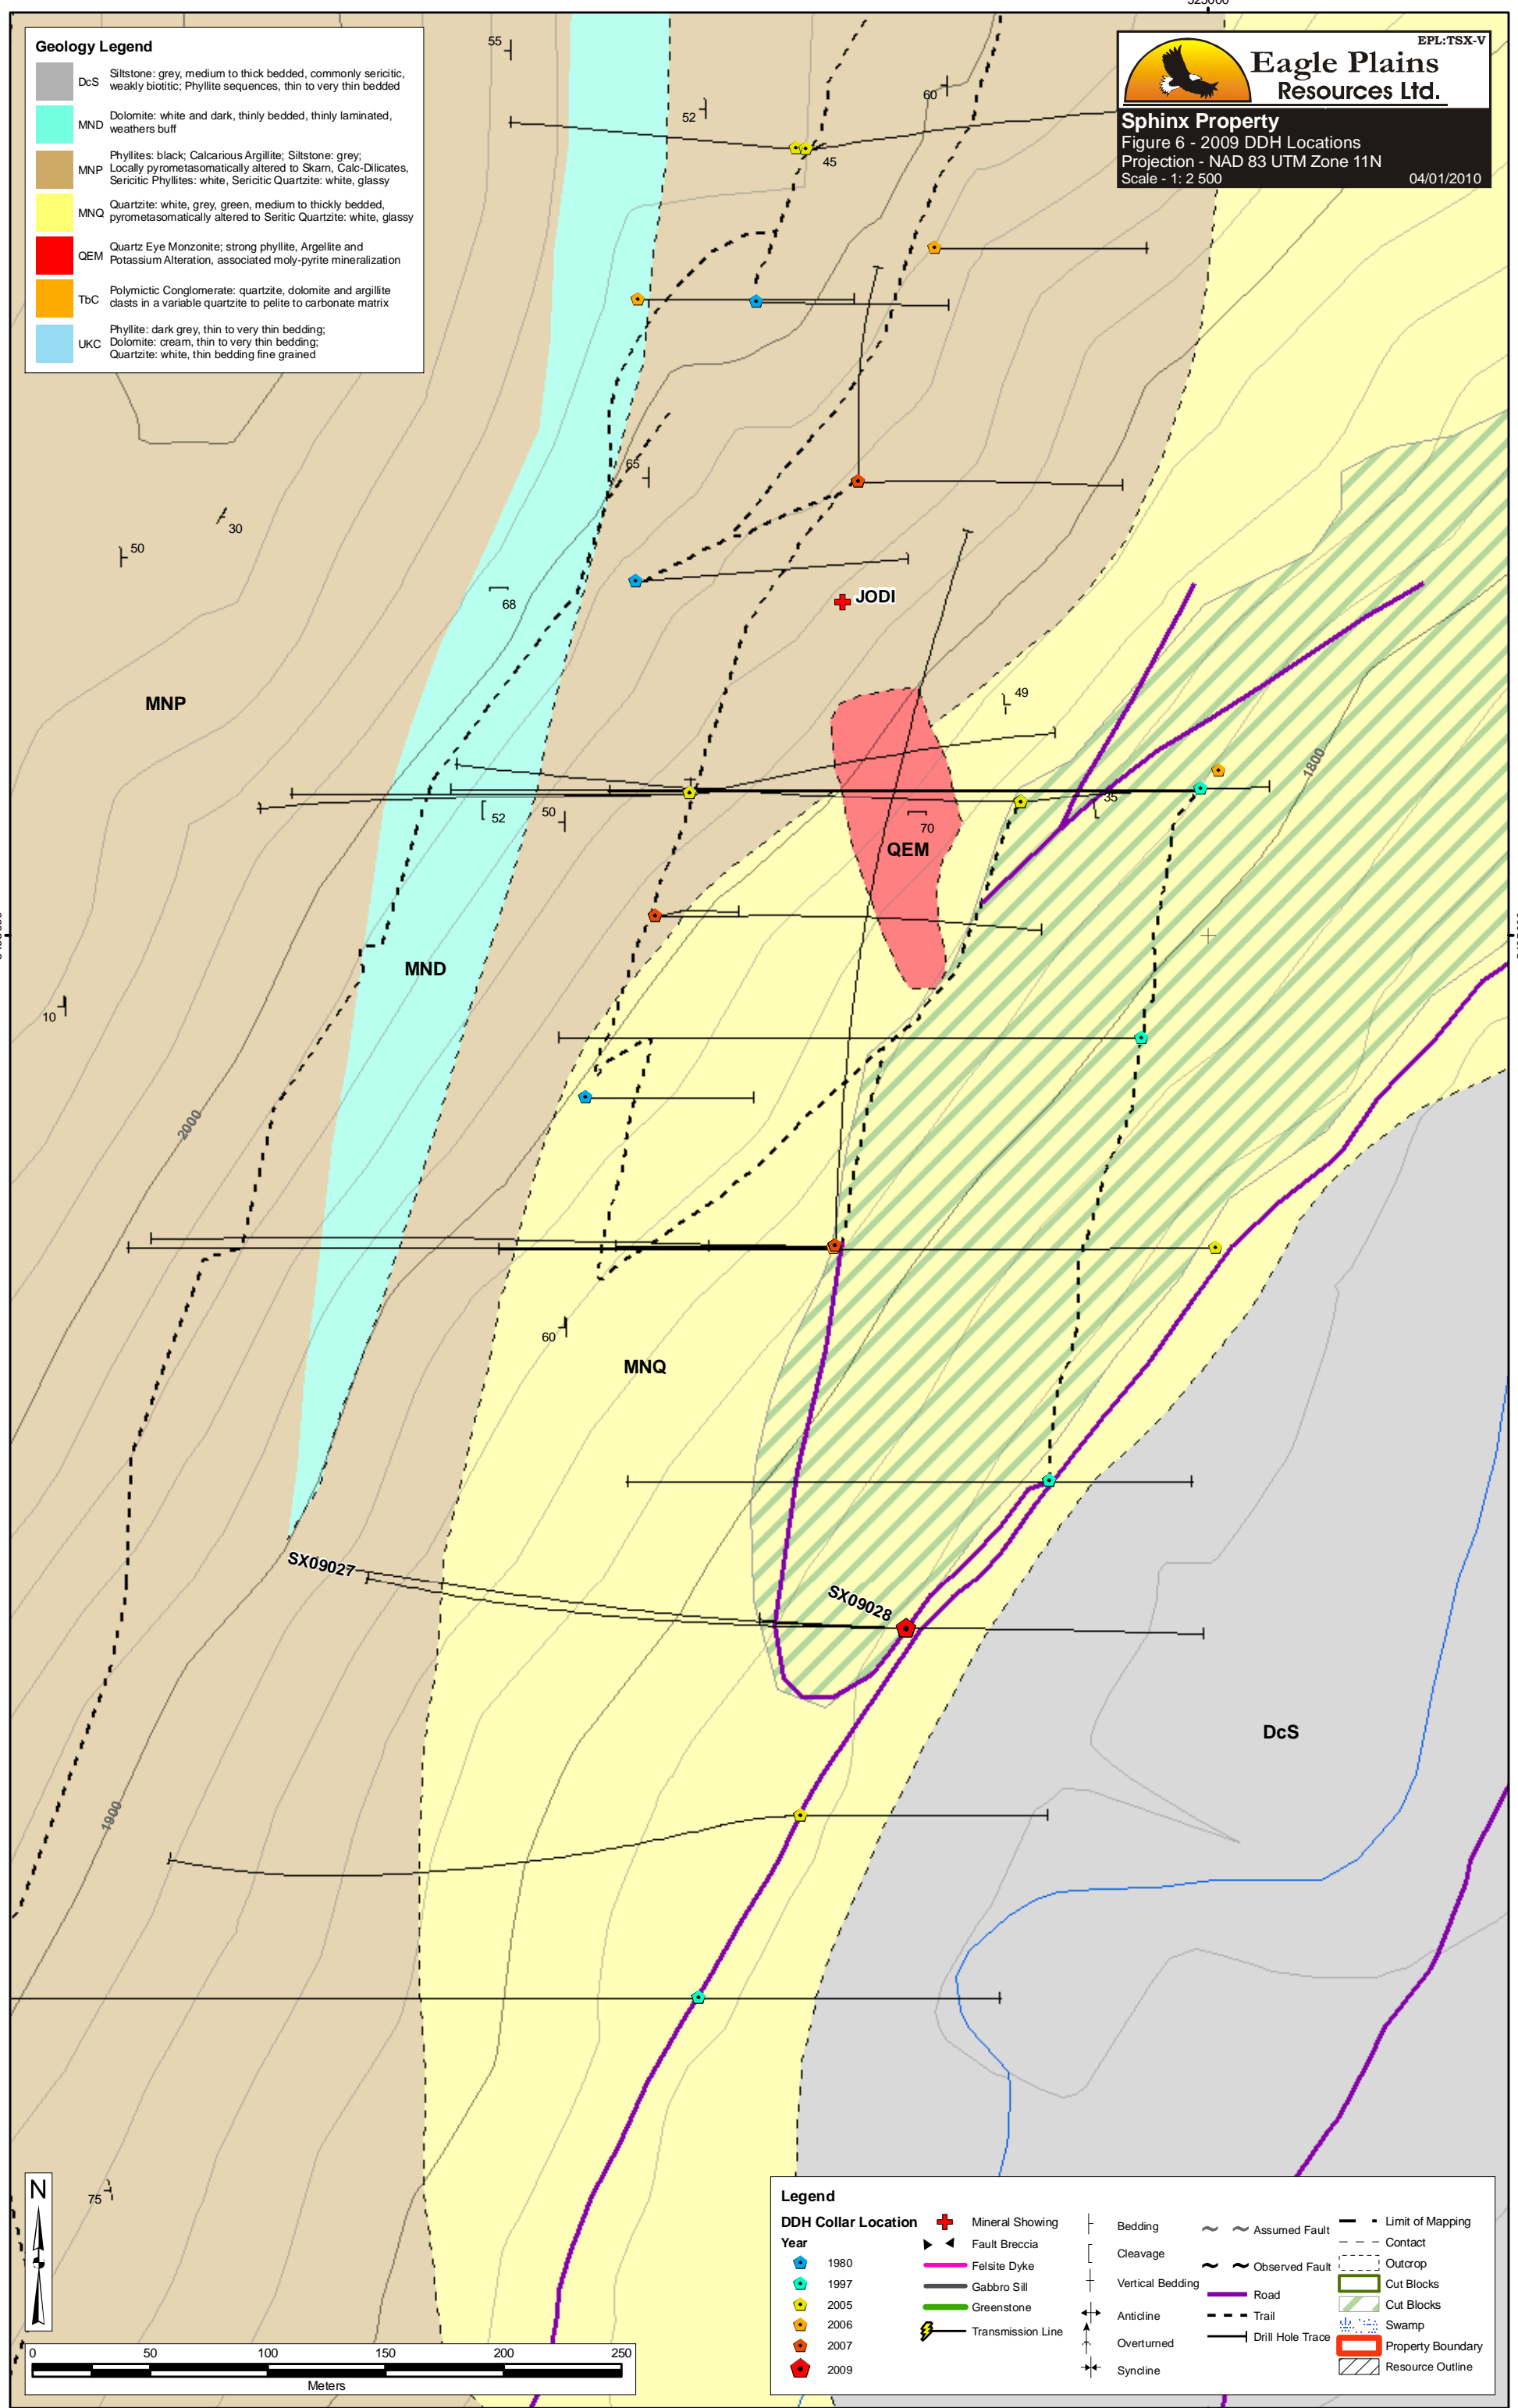 Geology Legend
DcS Siltstone: grey, medium to thick bedded, commonly sericitic,
weakly biotitic; Phyllite sequences, thin to very thin bedded
MND Dolomite: white and dark, thinly bedded, thinly laminated,
weathers buff
MNP Phyllites: black; Calcarious Argillite; Siltstone: grey;
Locally pyrometasomatically altered to Skarn, Calc-Dilicates,
Sericitic Phyllites: white, Sericitic Quartzite: white, glassy
MNQ Quartzite: white, grey, green, medium to thickly bedded,
pyrometasomatically altered to Seritic Quartzite: white, glassy
QEM Quartz Eye Monzonite; strong phyllite, Argellite and
Potassium Alteration, associated moly-pyrite mineralization
TbC Polymictic Conglomerate: quartzite, dolomite and argillite
clasts in a variable quartzite to pelite to carbonate matrix
UKC Phyllite: dark grey, thin to very thin bedding;
Dolomite: cream, thin to very thin bedding;
Quartzite: white, thin bedding fine grained
EPL:TSX-V
Eagle Plains
Resources Ltd.
Sphinx Property
Figure 6 - 2009 DDH Locations
Projection - NAD 83 UTM Zone 11N
Scale - 1: 2 500 04/01/2010
55
52
60
45
65
30
50
68
JODI
49
MNP
1800
52
50
35
70
QEM
MND
10
2000
60
MNQ
SX09027
SX09028
DcS
1900
75
N
0 50 100 150 200 250
Meters
Legend
DDH Collar Location
Year
1980
1997
2005
2006
2007
2009
Mineral Showing
Fault Breccia
Felsite Dyke
Gabbro Sill
Greenstone
Transmission Line
Bedding
Cleavage
Vertical Bedding
Anticline
Overturned
Syncline
Assumed Fault
Observed Fault
Road
Trail
Drill Hole Trace
Limit of Mapping
Contact
Outcrop
Cut Blocks
Cut Blocks
Swamp
Property Boundary
Resource Outline